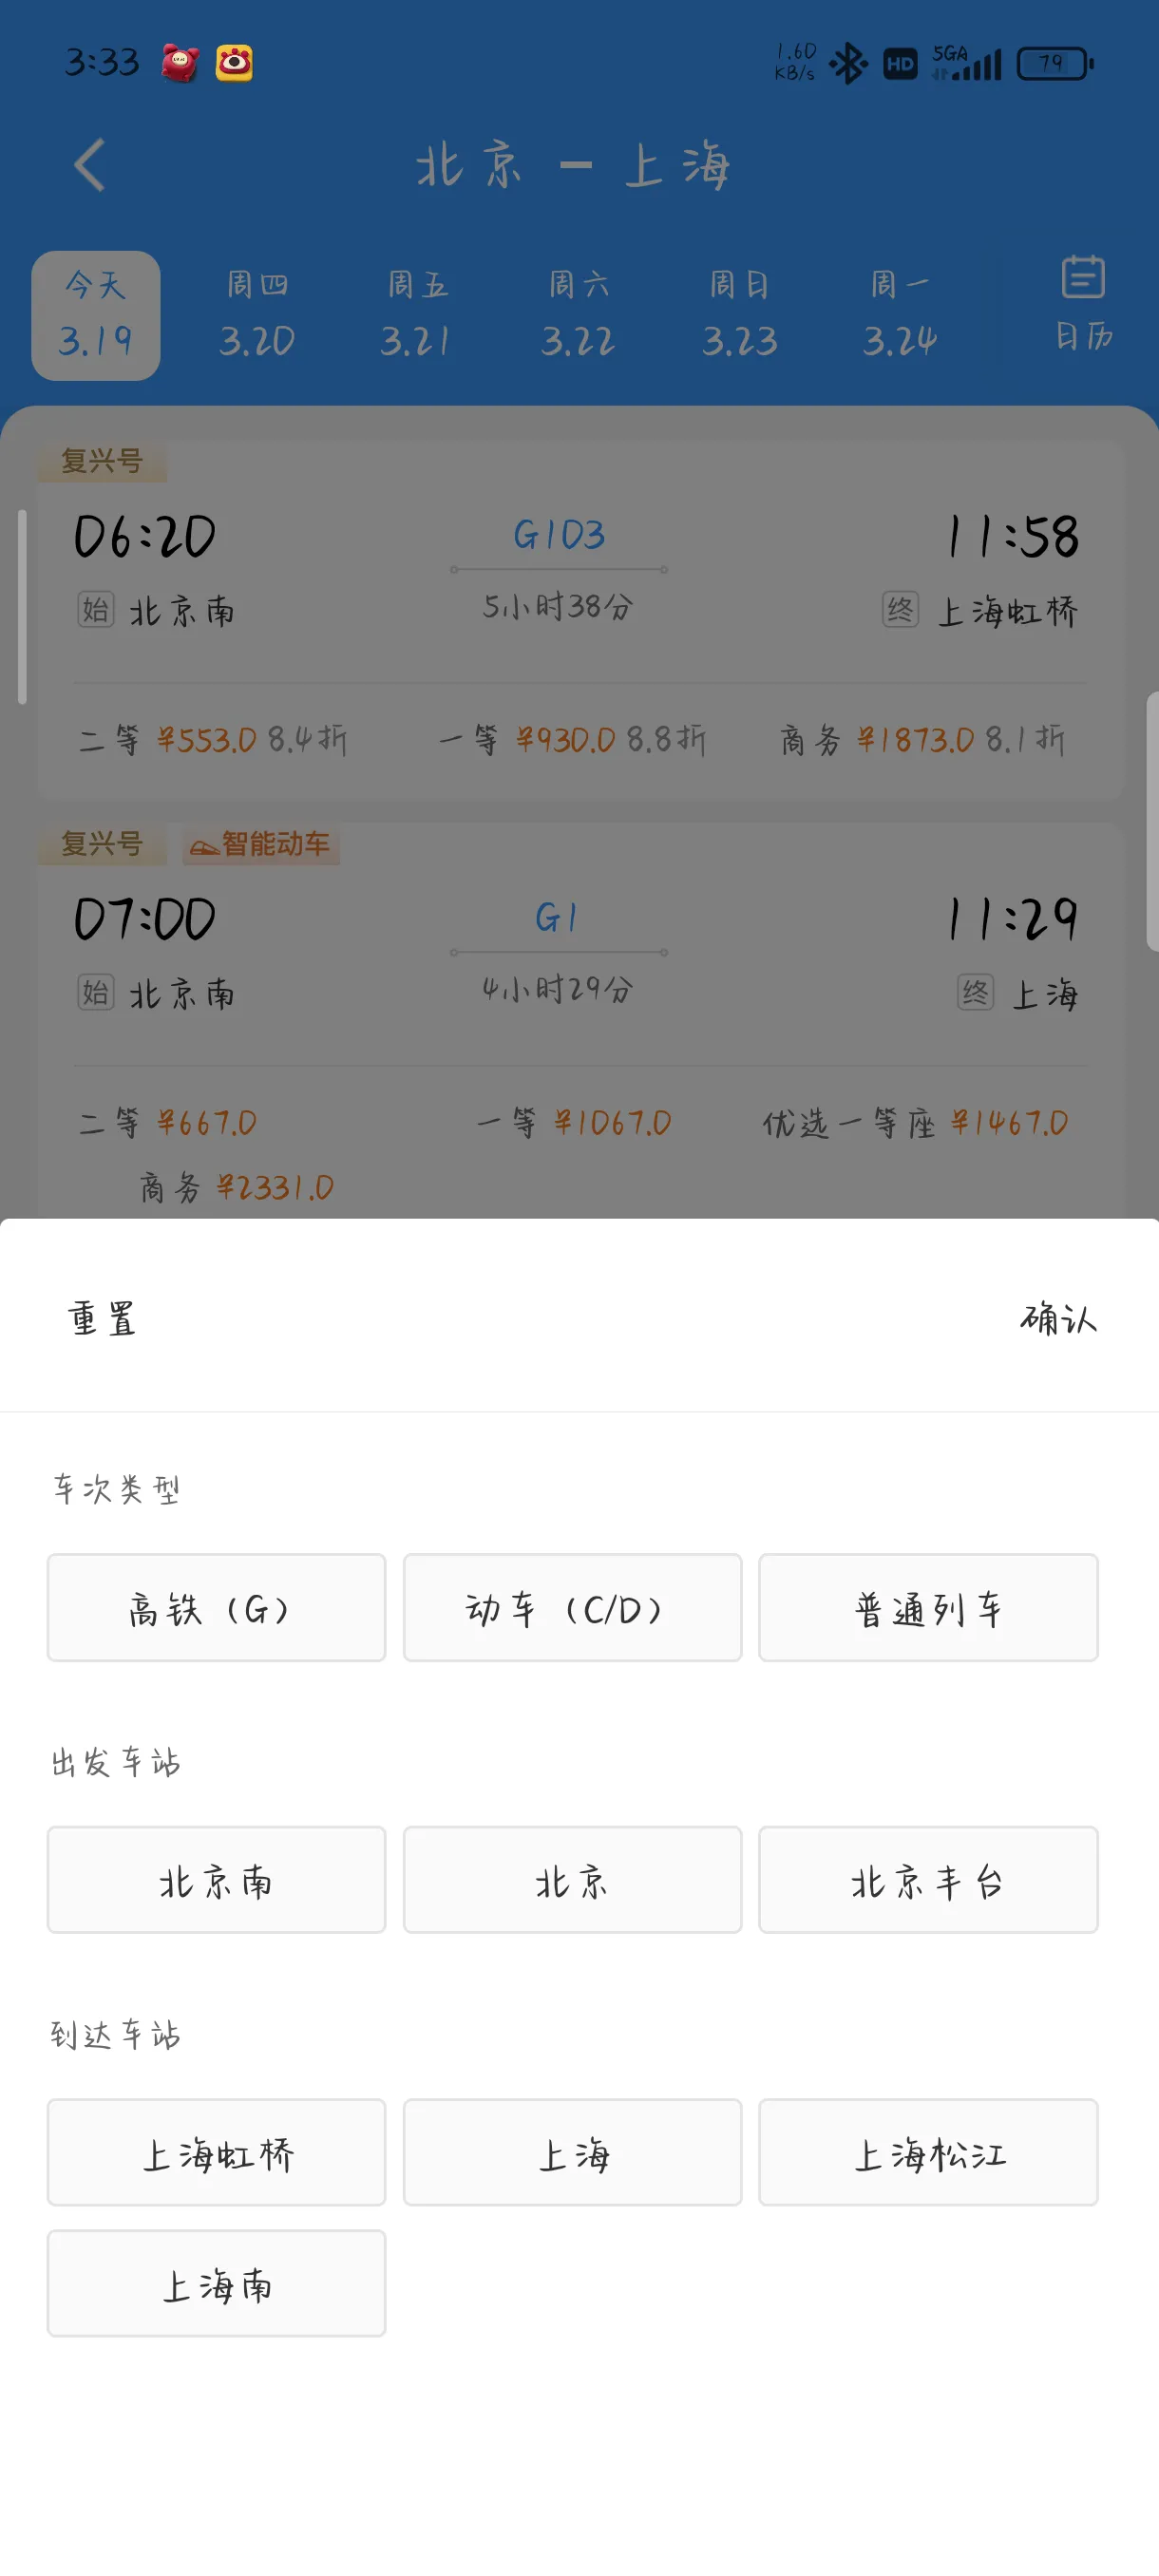 3:33 1.60 KB/s HD 5GA 79
北京 - 上海
今天 周四 周五 周六 周日 周一
3.19 3.20 3.21 3.22 3.23 3.24 日历
复兴号
06:20 G103 11:58
始 北京南 5小时38分 终 上海虹桥
二等 ¥553.0 8.4折 一等 ¥930.0 8.8折 商务 ¥1873.0 8.1折
复兴号 智能动车
07:00 G1 11:29
始 北京南 4小时29分 终 上海
二等 ¥667.0 一等 ¥1067.0 优选一等座 ¥1467.0
商务 ¥2331.0
重置 确认
车次类型
高铁（G） 动车（C/D） 普通列车
出发车站
北京南 北京 北京丰台
到达车站
上海虹桥 上海 上海松江
上海南